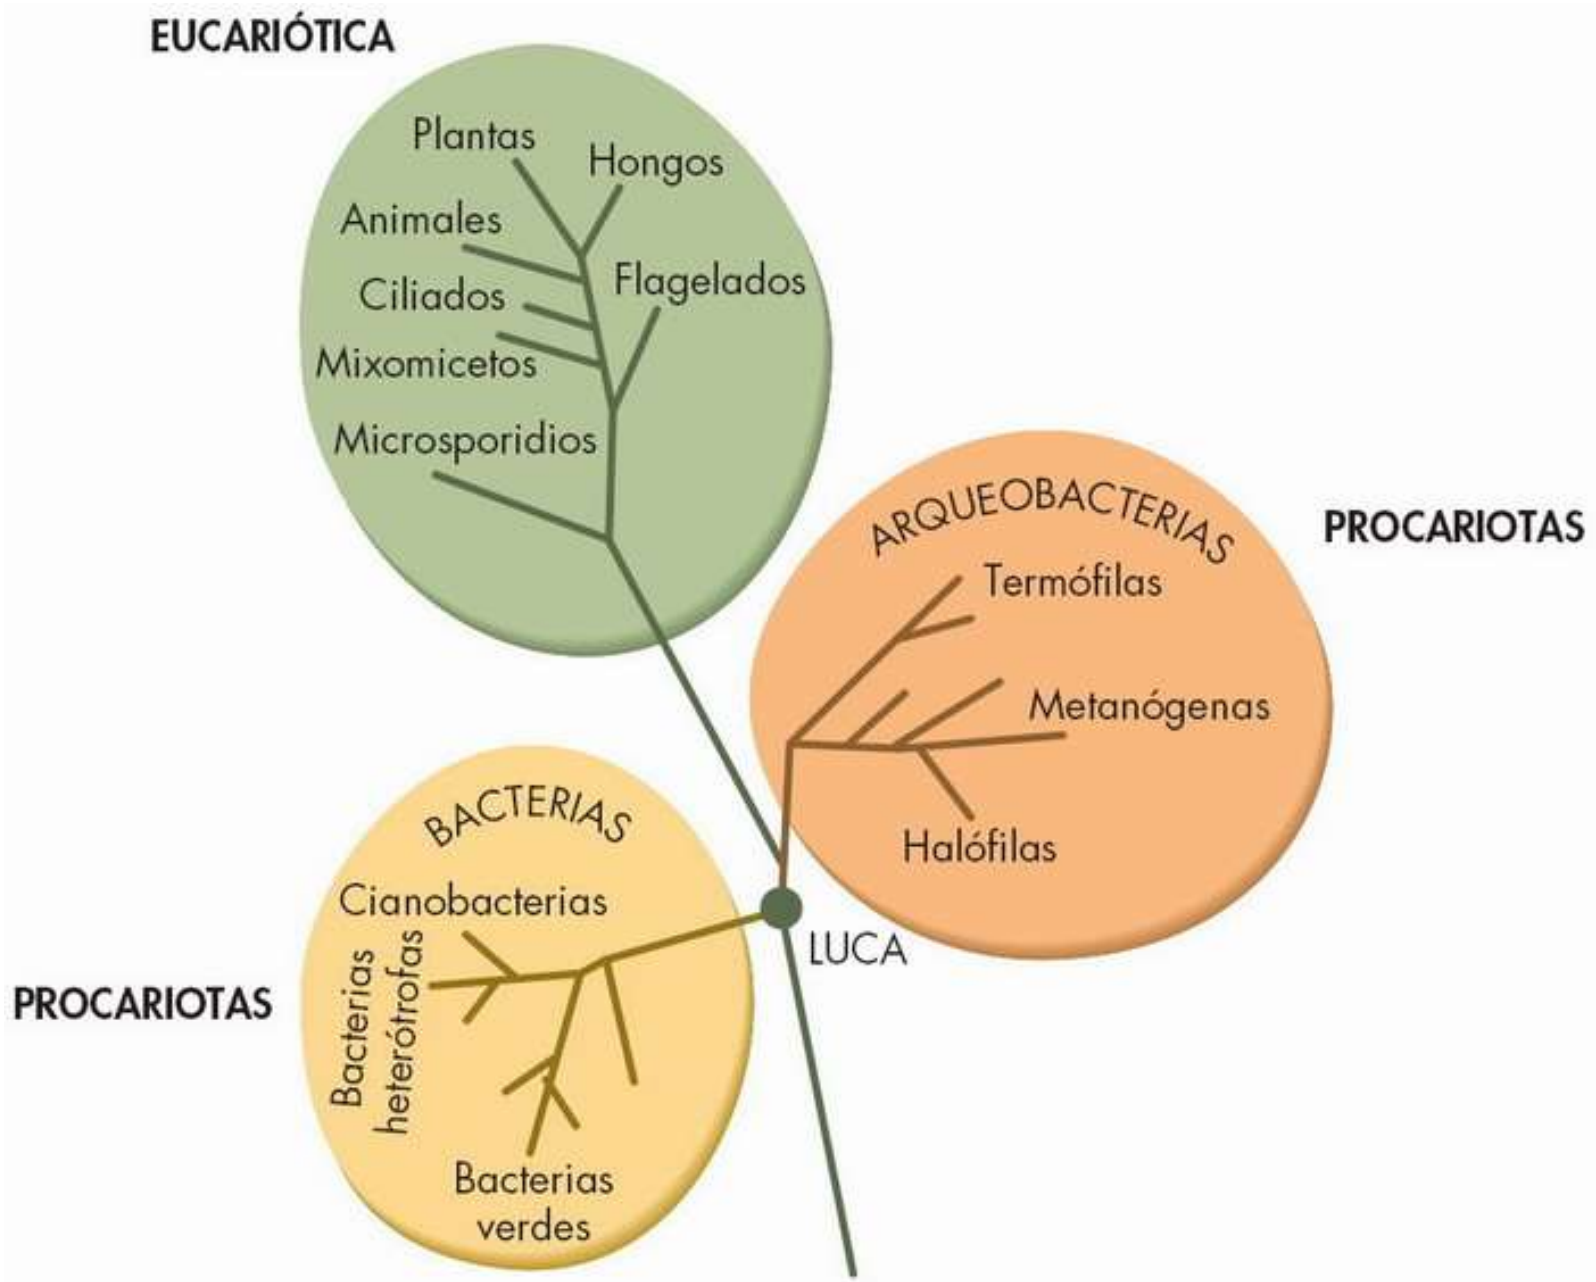 EUCARIÓTICA
Plantas
Hongos
Animales
Flagelados
Ciliados
Mixomicetos
Microsporidios
ARQUEOBACTERIAS
PROCARIOTAS
Termófilas
Metanógenas
Halófilas
BACTERIAS
Cianobacterias
LUCA
PROCARIOTAS
Bacterias
heterótrofas
Bacterias
verdes